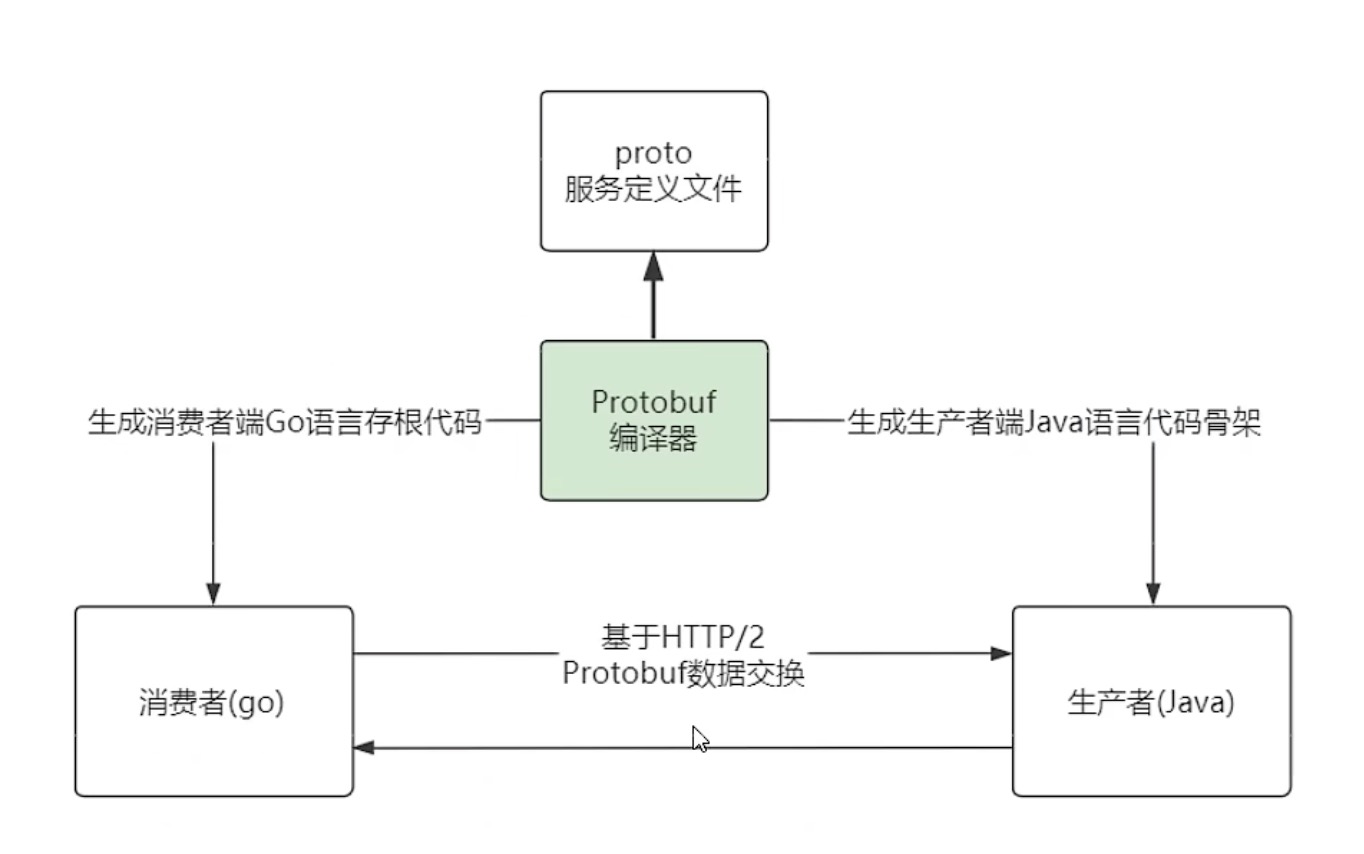 proto
服务定义文件
Protobuf
编译器
生成消费者端Go语言存根代码
生成生产者端Java语言代码骨架
基于HTTP/2
Protobuf数据交换
消费者(go)
生产者(Java)